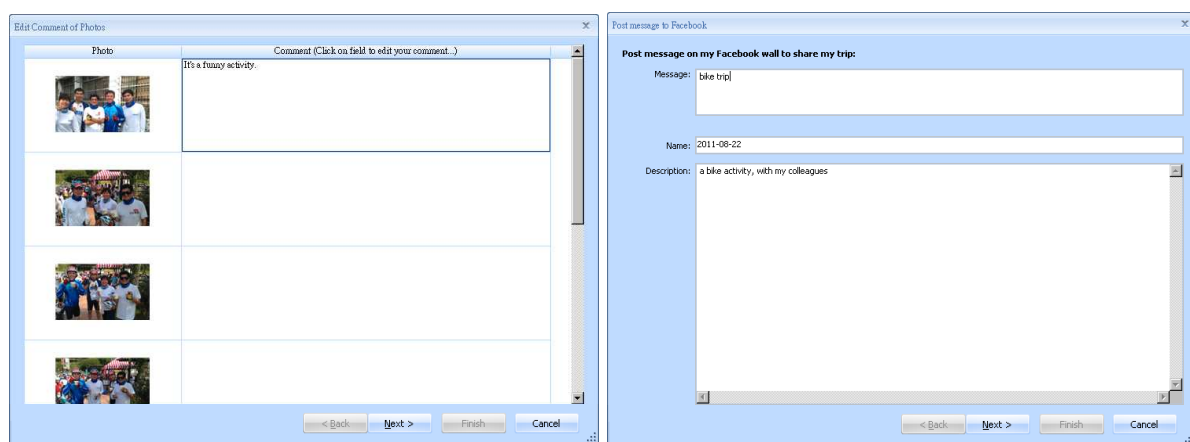 Edit Comment of Photos
Photo
Comment (Click on field to edit your comment...)
It's a funny activity.
< Back
Next >
Finish
Cancel
Post message to Facebook
Post message on my Facebook wall to share my trip:
Message:
bike trip
Name:
2011-08-22
Description:
a bike activity, with my colleagues
< Back
Next >
Finish
Cancel